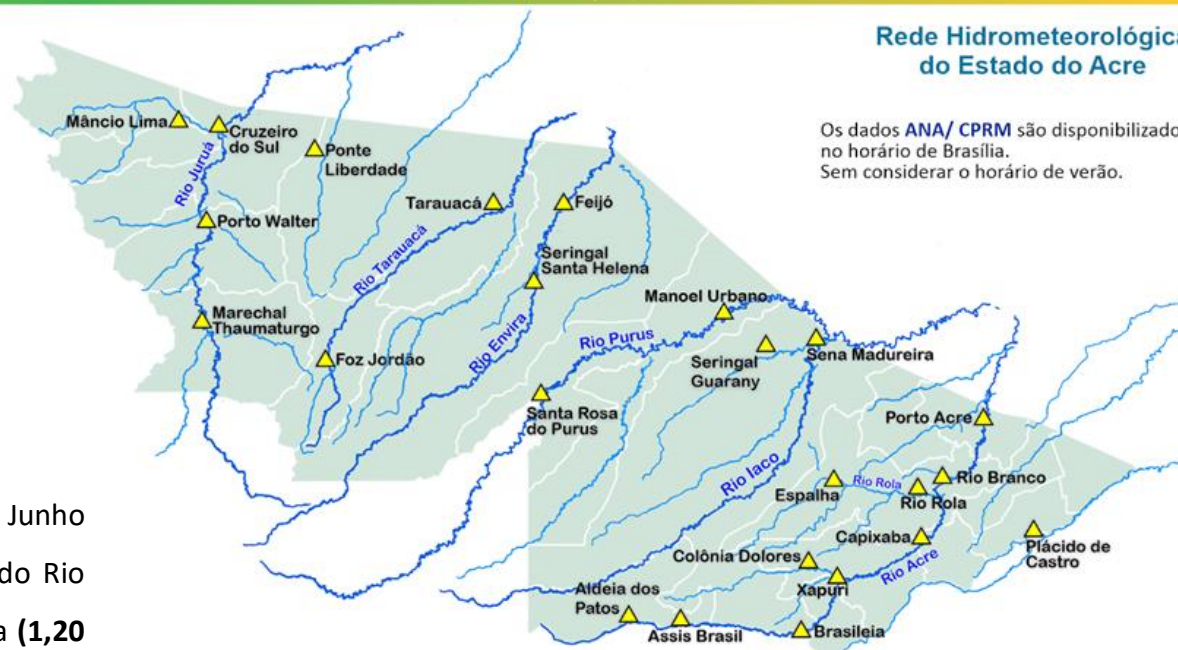 Rede Hidrometeorológica
do Estado do Acre
Os dados ANA/ CPRM são disponibilizado
no horário de Brasília.
Sem considerar o horário de verão.
Mâncio Lima
Cruzeiro
do Sul
Ponte
Liberdade
Rio Juruá
Porto Walter
Tarauacá
Feijó
Rio Tarauacá
Seringal
Santa Helena
Marechal
Thaumaturgo
Foz Jordão
Rio Envira
Manoel Urbano
Rio Purus
Seringal
Guarany
Sena Madureira
Santa Rosa
do Purus
Porto Acre
Rio Iaco
Espalha
Rio Rola
Rio Rola
Rio Branco
Capixaba
Plácido de
Castro
Colônia Dolores
Xapuri
Rio Acre
Aldeia dos
Patos
Assis Brasil
Brasileia
Junho
do Rio
a (1,20